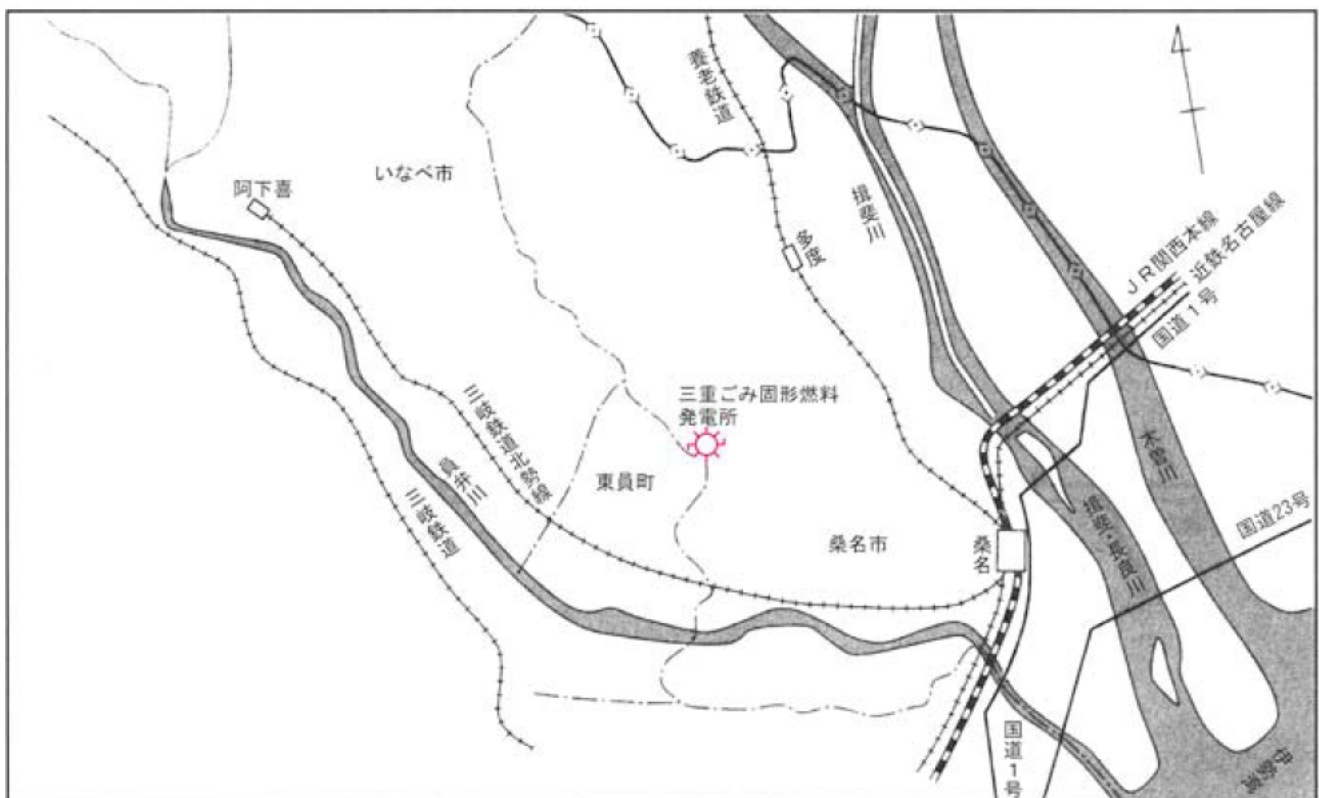 養老鉄道
いなべ市
阿下喜
揖斐川
多度
JR関西本線
近鉄名古屋線
国道1号
三重ごみ固形燃料
発電所
三岐鉄道北勢線
員弁川
三岐鉄道
東員町
木曽川
桑名市
桑名
揖斐・長良川
国道23号
国道1号
伊勢湾